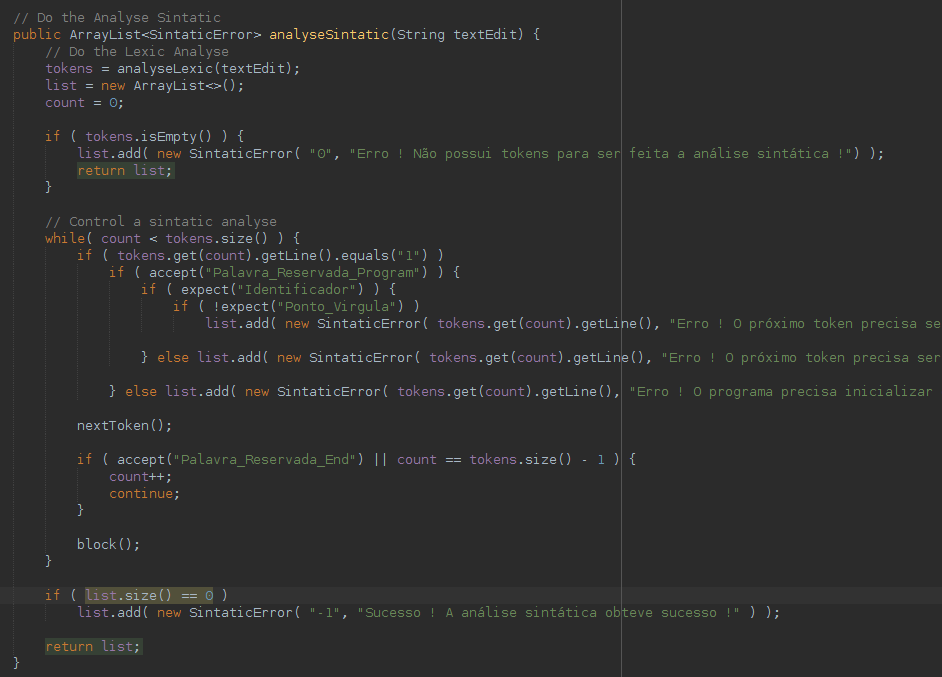 // Do the Analyse Sintatic
public ArrayList<SintaticError> analyseSintatic(String textEdit) {
// Do the Lexic Analyse
tokens = analyseLexic(textEdit);
list = new ArrayList<>();
count = 0;
if ( tokens.isEmpty() ) {
list.add( new SintaticError( "0", "Erro ! Não possui tokens para ser feita a análise sintática !") );
return list;
}
// Control a sintatic analyse
while( count < tokens.size() ) {
if ( tokens.get(count).getLine().equals("1") )
if ( accept("Palavra_Reservada_Program") ) {
if ( expect("Identificador") ) {
if ( !expect("Ponto_Virgula") )
list.add( new SintaticError( tokens.get(count).getLine(), "Erro ! O próximo token precisa se
} else list.add( new SintaticError( tokens.get(count).getLine(), "Erro ! O próximo token precisa ser
} else list.add( new SintaticError( tokens.get(count).getLine(), "Erro ! O programa precisa inicializar
nextToken();
if ( accept("Palavra_Reservada_End") || count == tokens.size() - 1 ) {
count++;
continue;
}
block();
}
if ( list.size() == 0 )
list.add( new SintaticError( "-1", "Sucesso ! A análise sintática obteve sucesso !" ) );
return list;
}